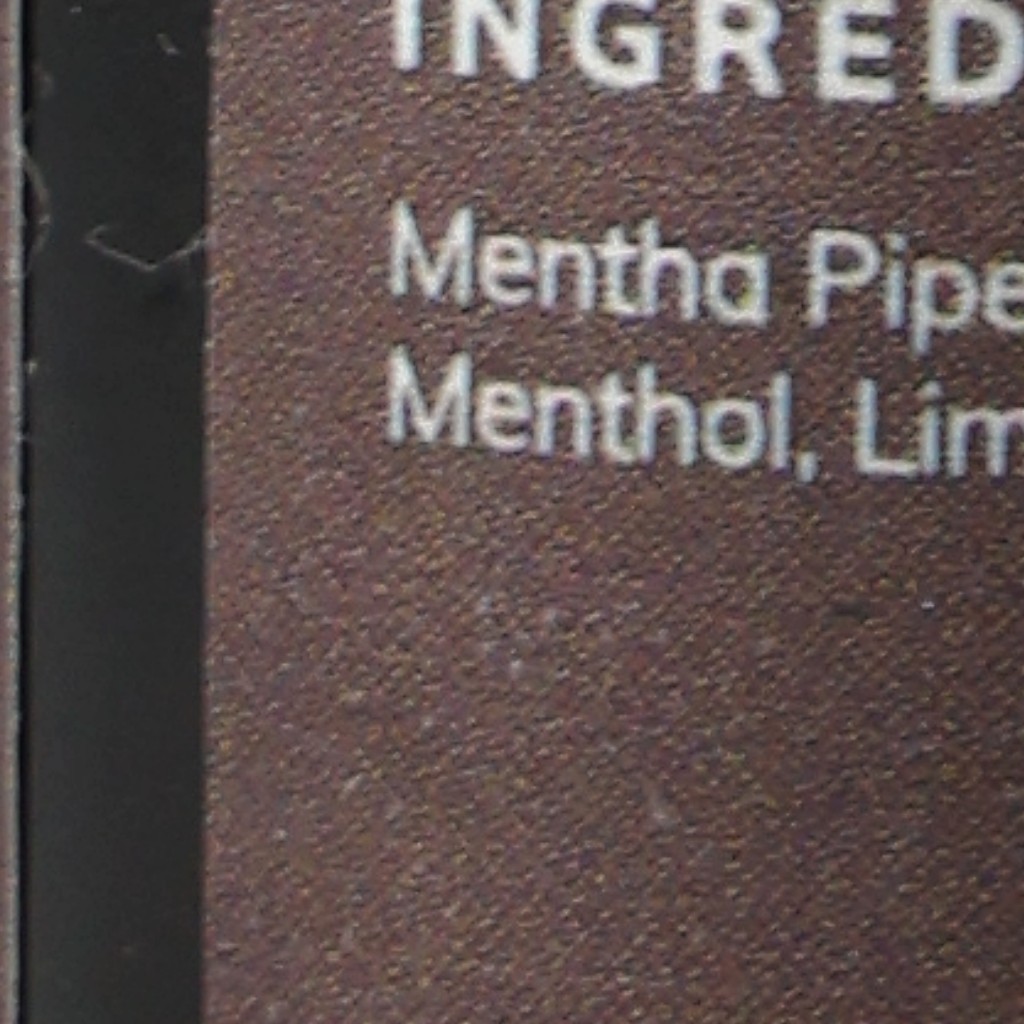 INGRED
Mentha Pipe
Menthol, Lim